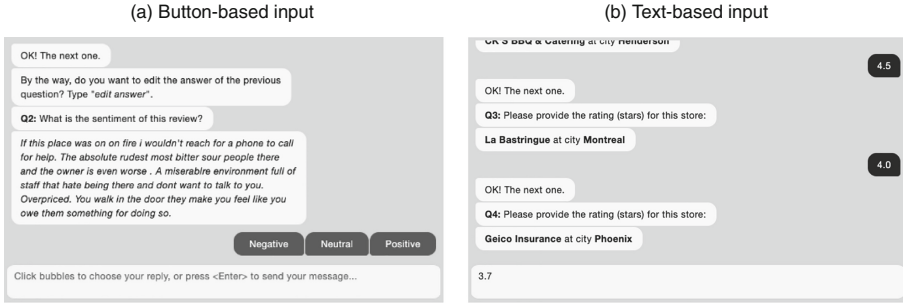 (a) Button-based input
OK! The next one.
By the way, do you want to edit the answer of the previous
question? Type "edit answer".
Q2: What is the sentiment of this review?
If this place was on on fire i wouldn't reach for a phone to call
for help. The absolute rudest most bitter sour people there
and the owner is even worse . A miserablre environment full of
staff that hate being there and dont want to talk to you.
Overpriced. You walk in the door they make you feel like you
owe them something for doing so.
Negative Neutral Positive
Click bubbles to choose your reply, or press <Enter> to send your message...
(b) Text-based input
CK'S BBQ & Catering at city Henderson
4.5
OK! The next one.
Q3: Please provide the rating (stars) for this store:
La Bastringue at city Montreal
4.0
OK! The next one.
Q4: Please provide the rating (stars) for this store:
Geico Insurance at city Phoenix
3.7